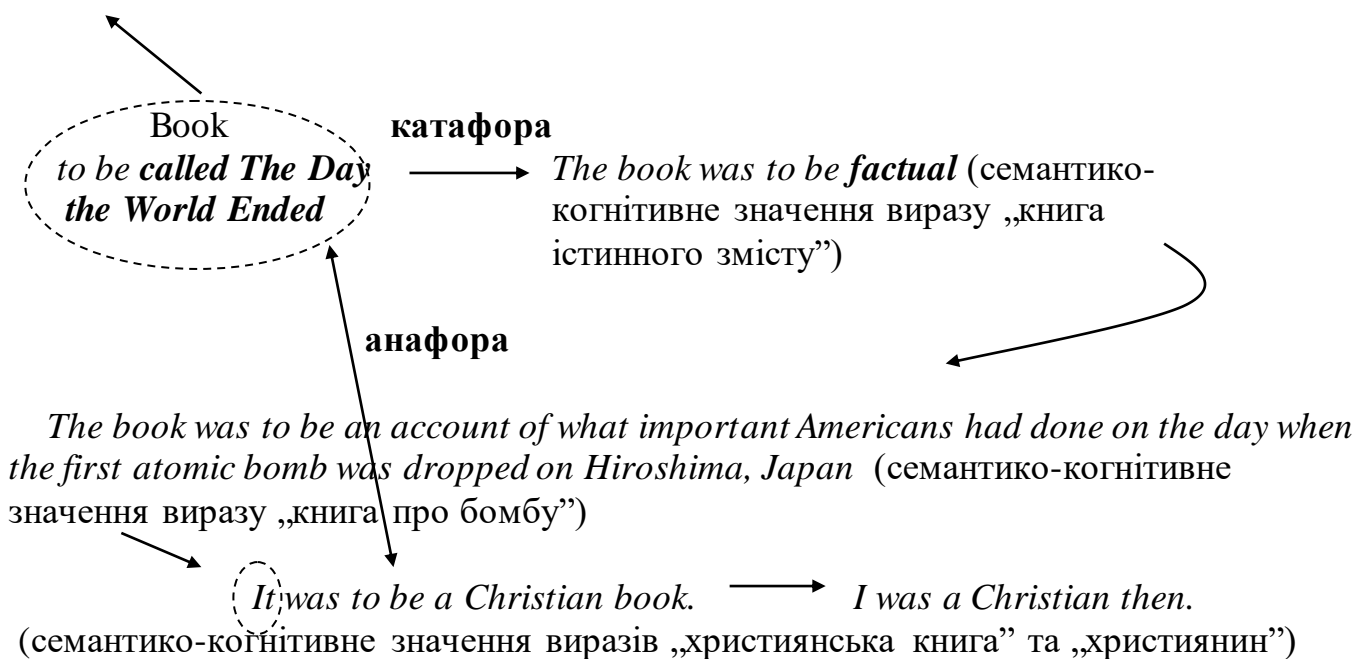 Book
катафора
to be called The Day
the World Ended
The book was to be factual (семантико-
когнітивне значення виразу „книга
істинного змісту”)
анафора
The book was to be an account of what important Americans had done on the day when
the first atomic bomb was dropped on Hiroshima, Japan (семантико-когнітивне
значення виразу „книга про бомбу”)
It was to be a Christian book.
I was a Christian then.
(семантико-когнітивне значення виразів „християнська книга” та „християнин”)